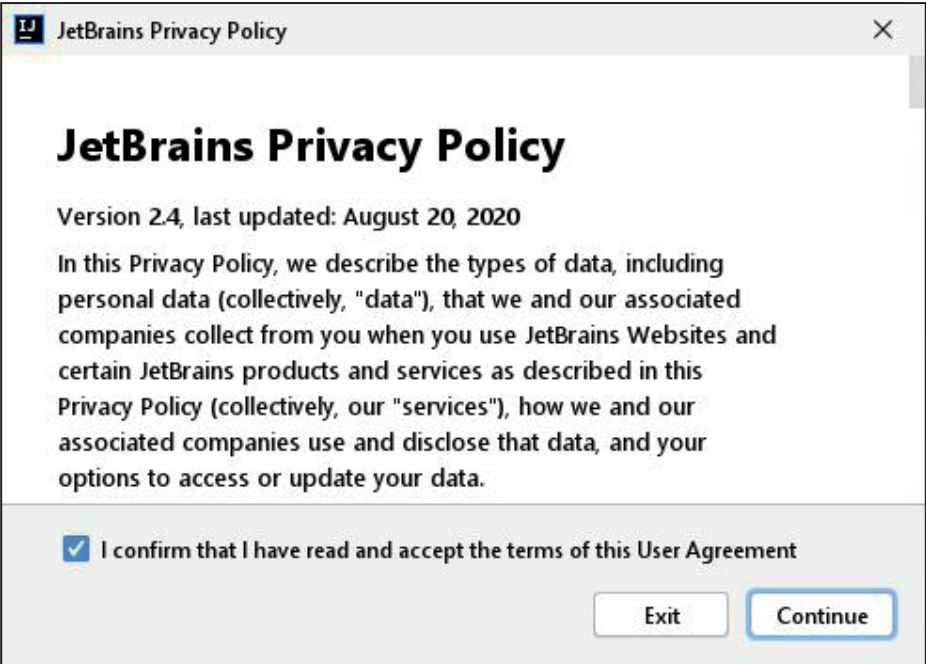 IJ JetBrains Privacy Policy
JetBrains Privacy Policy
Version 2.4, last updated: August 20, 2020
In this Privacy Policy, we describe the types of data, including
personal data (collectively, "data"), that we and our associated
companies collect from you when you use JetBrains Websites and
certain JetBrains products and services as described in this
Privacy Policy (collectively, our "services"), how we and our
associated companies use and disclose that data, and your
options to access or update your data.
I confirm that I have read and accept the terms of this User Agreement
Exit Continue